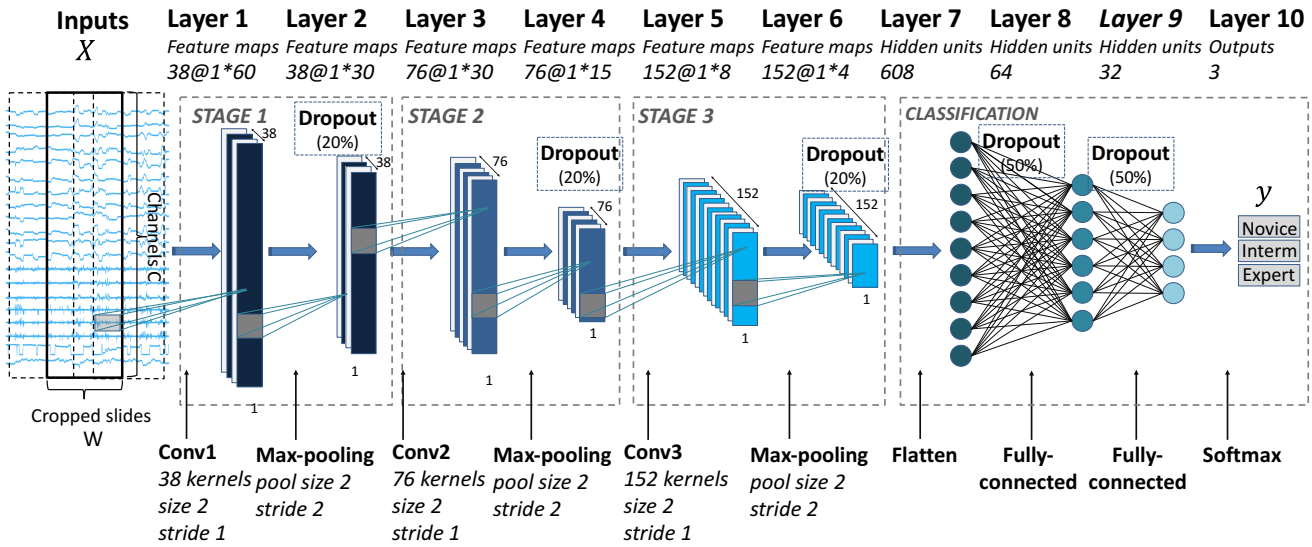 Inputs
X
Layer 1
Feature maps
38@1*60
Layer 2
Feature maps
38@1*30
Layer 3
Feature maps
76@1*30
Layer 4
Feature maps
76@1*15
Layer 5
Feature maps
152@1*8
Layer 6
Feature maps
152@1*4
Layer 7
Hidden units
608
Layer 8
Hidden units
64
Layer 9
Hidden units
32
Layer 10
Outputs
3
Channels C
Cropped slides
W
STAGE 1
38
1
Dropout
(20%)
38
1
STAGE 2
76
1
Dropout
(20%)
76
1
STAGE 3
152
1
Dropout
(20%)
152
1
CLASSIFICATION
Dropout
(50%)
Dropout
(50%)
y
Novice
Interm
Expert
Conv1
38 kernels
size 2
stride 1
Max-pooling
pool size 2
stride 2
Conv2
76 kernels
size 2
stride 1
Max-pooling
pool size 2
stride 2
Conv3
152 kernels
size 2
stride 1
Max-pooling
pool size 2
stride 2
Flatten
Fully-
connected
Fully-
connected
Softmax